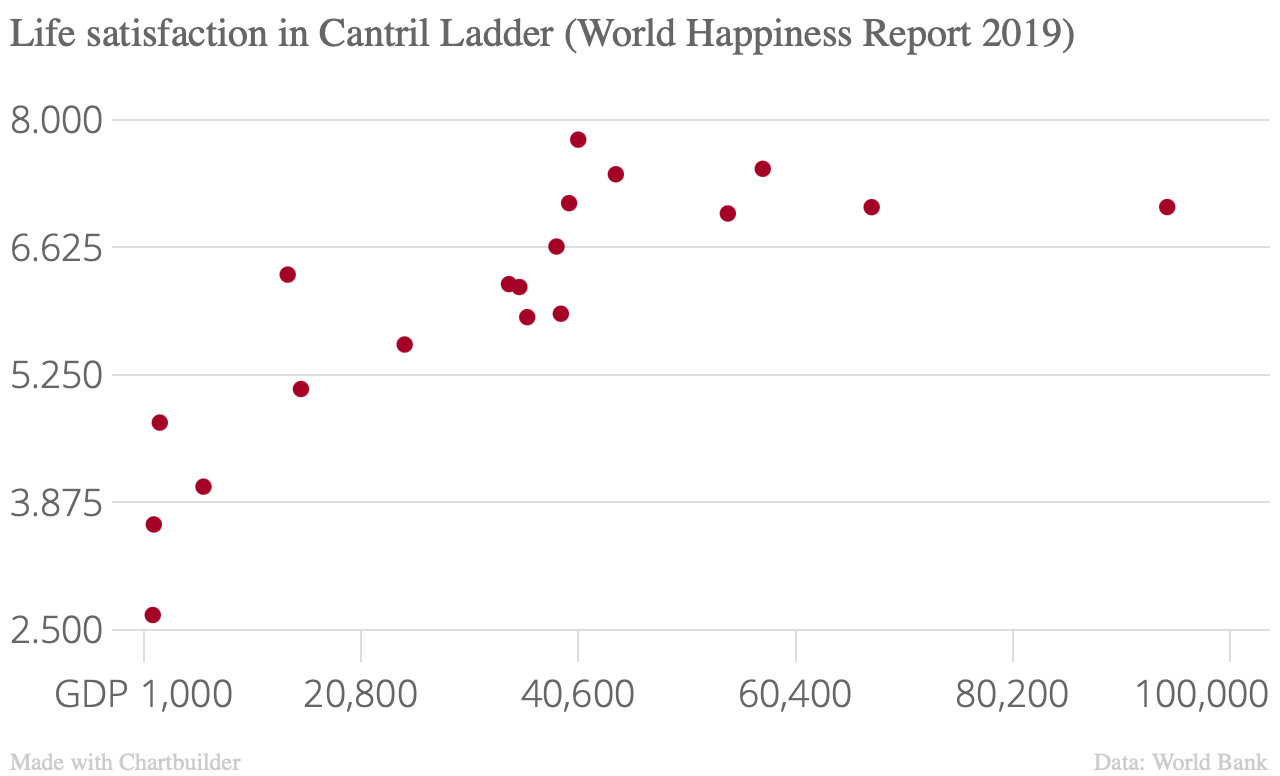 Life satisfaction in Cantril Ladder (World Happiness Report 2019)
8.000
6.625
5.250
3.875
2.500
GDP 1,000 20,800 40,600 60,400 80,200 100,000
Made with Chartbuilder Data: World Bank